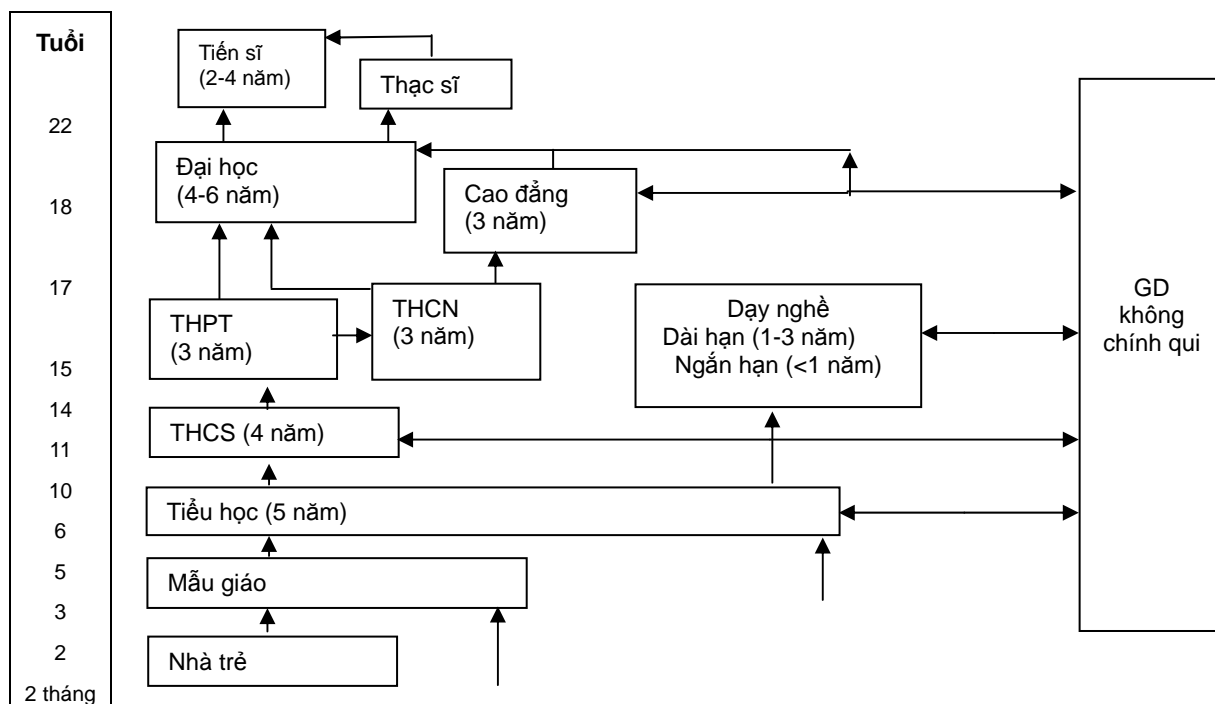 Tuổi
22
18
17
15
14
11
10
6
5
3
2
2 tháng
Tiến sĩ
(2-4 năm)
Thạc sĩ
Đại học
(4-6 năm)
Cao đẳng
(3 năm)
THPT
(3 năm)
THCN
(3 năm)
Dạy nghề
Dài hạn (1-3 năm)
Ngắn hạn (<1 năm)
THCS (4 năm)
Tiểu học (5 năm)
Mẫu giáo
Nhà trẻ
GD
không
chính qui